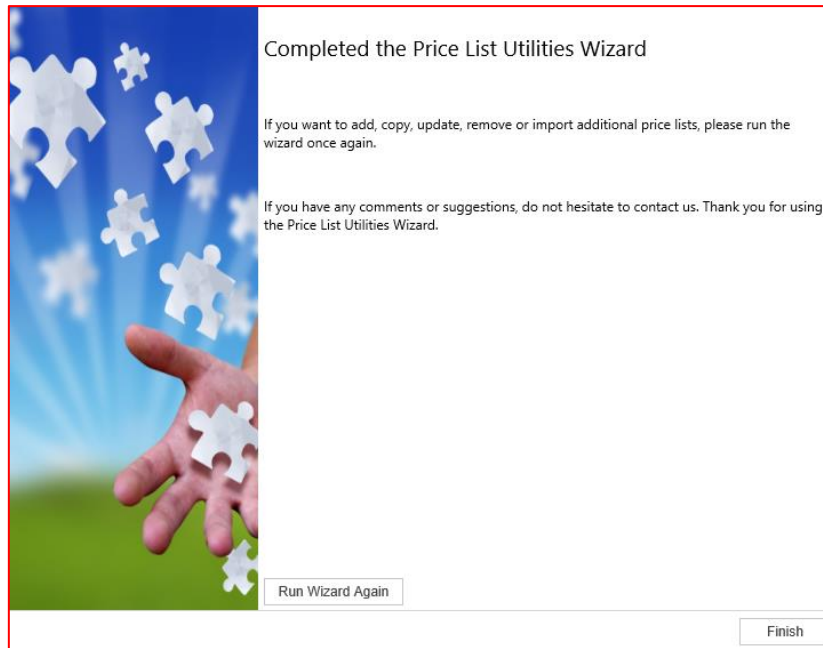 Completed the Price List Utilities Wizard
If you want to add, copy, update, remove or import additional price lists, please run the
wizard once again.
If you have any comments or suggestions, do not hesitate to contact us. Thank you for using
the Price List Utilities Wizard.
Run Wizard Again
Finish